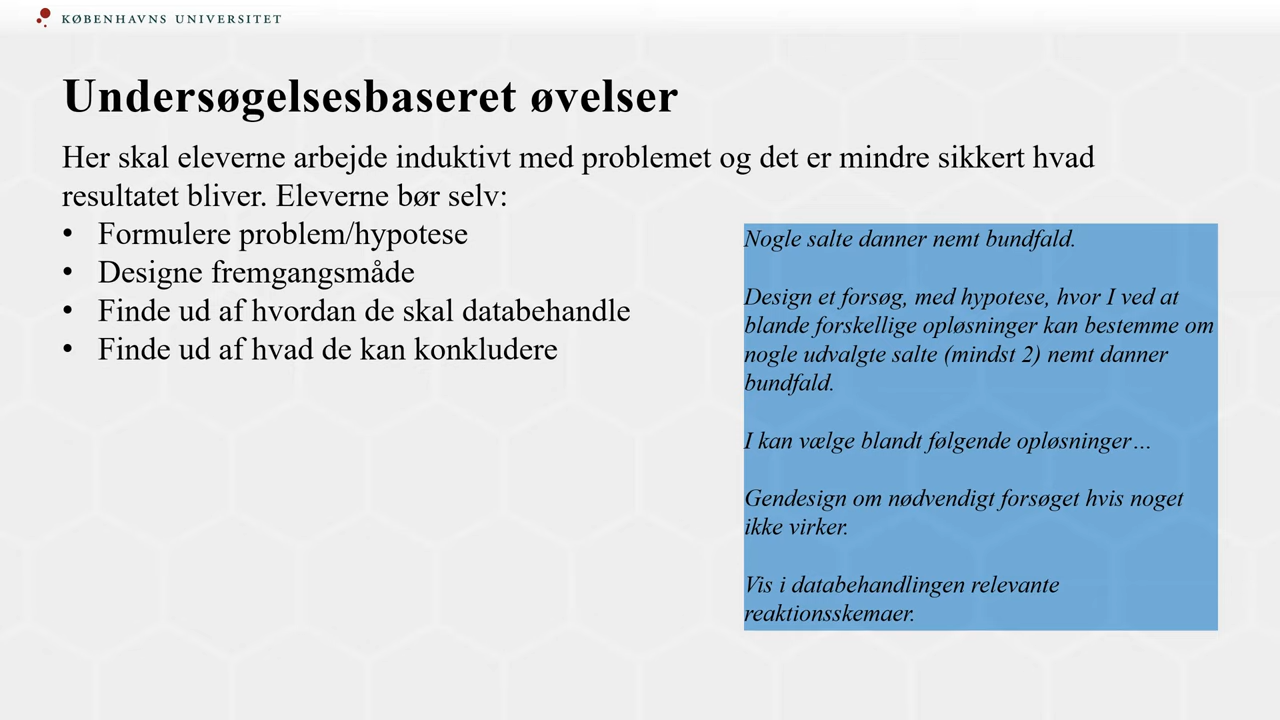 KØBENHAVNS UNIVERSITET
Undersøgelsesbaseret øvelser
Her skal eleverne arbejde induktivt med problemet og det er mindre sikkert hvad
resultatet bliver. Eleverne bør selv:
• Formulere problem/hypotese
• Designe fremgangsmåde
• Finde ud af hvordan de skal databehandle
• Finde ud af hvad de kan konkludere
Nogle salte danner nemt bundfald.
Design et forsøg, med hypotese, hvor I ved at
blande forskellige opløsninger kan bestemme om
nogle udvalgte salte (mindst 2) nemt danner
bundfald.
I kan vælge blandt følgende opløsninger…
Gendesign om nødvendigt forsøget hvis noget
ikke virker.
Vis i databehandlingen relevante
reaktionsskemaer.